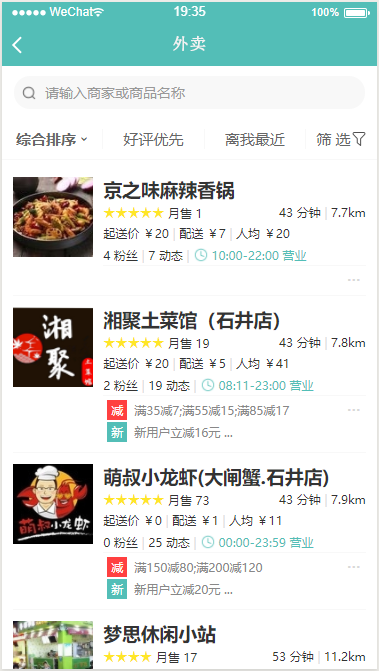 WeChat 19:35 100%
外卖
请输入商家或商品名称
综合排序 好评优先 离我最近 筛 选
京之味麻辣香锅
★★★★★ 月售 1 43 分钟 | 7.7km
起送价 ￥20 | 配送 ￥7 | 人均 ￥20
4 粉丝 | 7 动态 | 10:00-22:00 营业
...
湘聚
土菜馆
湘聚土菜馆（石井店）
★★★★★ 月售 19 43 分钟 | 7.8km
起送价 ￥20 | 配送 ￥5 | 人均 ￥41
2 粉丝 | 19 动态 | 08:11-23:00 营业
减 满35减7;满55减15;满85减17 ...
新 新用户立减16元 ...
萌叔小龙虾
萌叔小龙虾(大闸蟹.石井店)
★★★★★ 月售 73 43 分钟 | 7.9km
起送价 ￥0 | 配送 ￥1 | 人均 ￥11
0 粉丝 | 25 动态 | 00:00-23:59 营业
减 满150减80;满200减120 ...
新 新用户立减20元 ...
梦思休闲小站
★★★★ 月售 17 53 分钟 | 11.2km